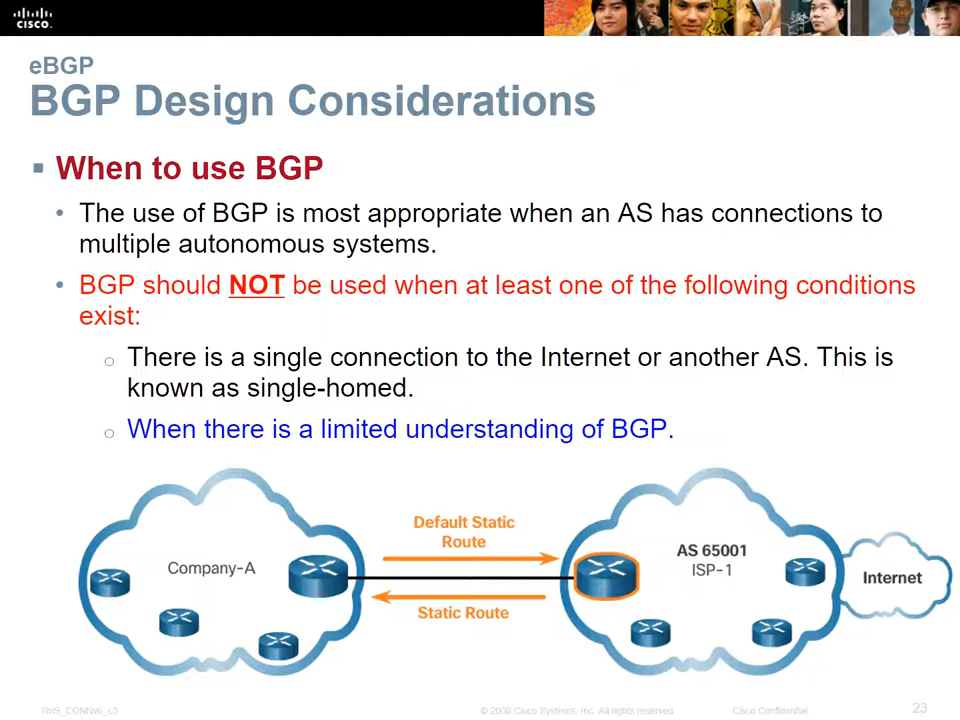 CISCO.
eBGP
BGP Design Considerations
When to use BGP
The use of BGP is most appropriate when an AS has connections to
multiple autonomous systems.
BGP should NOT be used when at least one of the following conditions
exist:
There is a single connection to the Internet or another AS. This is
known as single-homed.
When there is a limited understanding of BGP.
Default Static
Route
Company-A
AS 65001
ISP-1
Internet
Static Route
RnS_CONNv6_c3
© 2008 Cisco Systems, Inc. All rights reserved.
Cisco Confidential
23